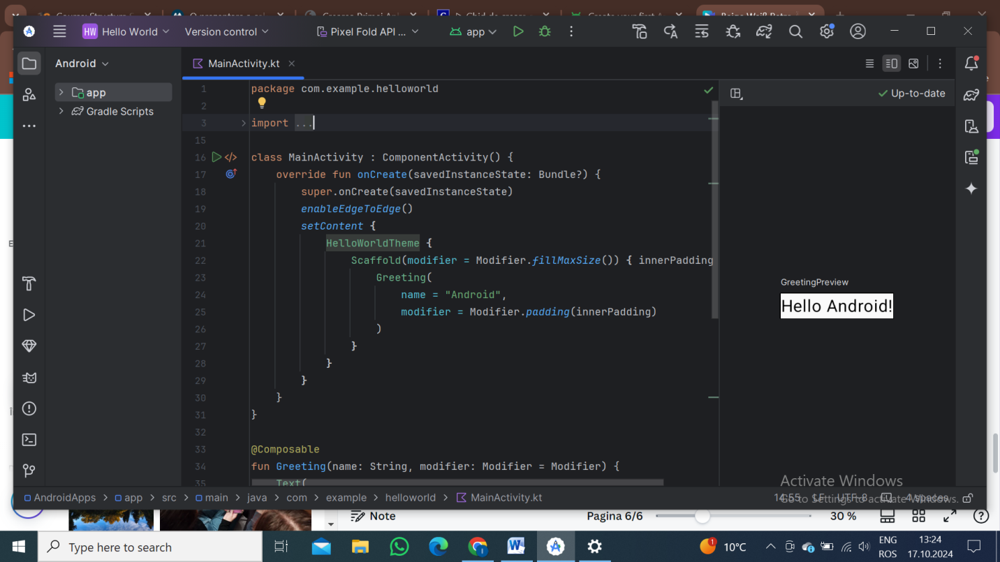 HW Hello World
Version control
Pixel Fold API ...
app
Android
MainActivity.kt
app
Gradle Scripts
Up-to-date
1 package com.example.helloworld
2
3 import ...
15
16 class MainActivity : ComponentActivity() {
17 override fun onCreate(savedInstanceState: Bundle?) {
18 super.onCreate(savedInstanceState)
19 enableEdgeToEdge()
20 setContent {
21 HelloWorldTheme {
22 Scaffold(modifier = Modifier.fillMaxSize()) { innerPadding
23 Greeting(
24 name = "Android",
25 modifier = Modifier.padding(innerPadding)
26 )
27 }
28 }
29 }
30 }
31 }
32
33 @Composable
34 fun Greeting(name: String, modifier: Modifier = Modifier) {
35 Text(
GreetingPreview
Hello Android!
Activate Windows
Go to Settings to activate Windows.
AndroidApps > app > src > main > java > com > example > helloworld > MainActivity.kt
14:55 LF UTF-8 4 spaces
Note
Pagina 6/6
30 %
Type here to search
1
10°C
ENG
ROS
13:24
17.10.2024